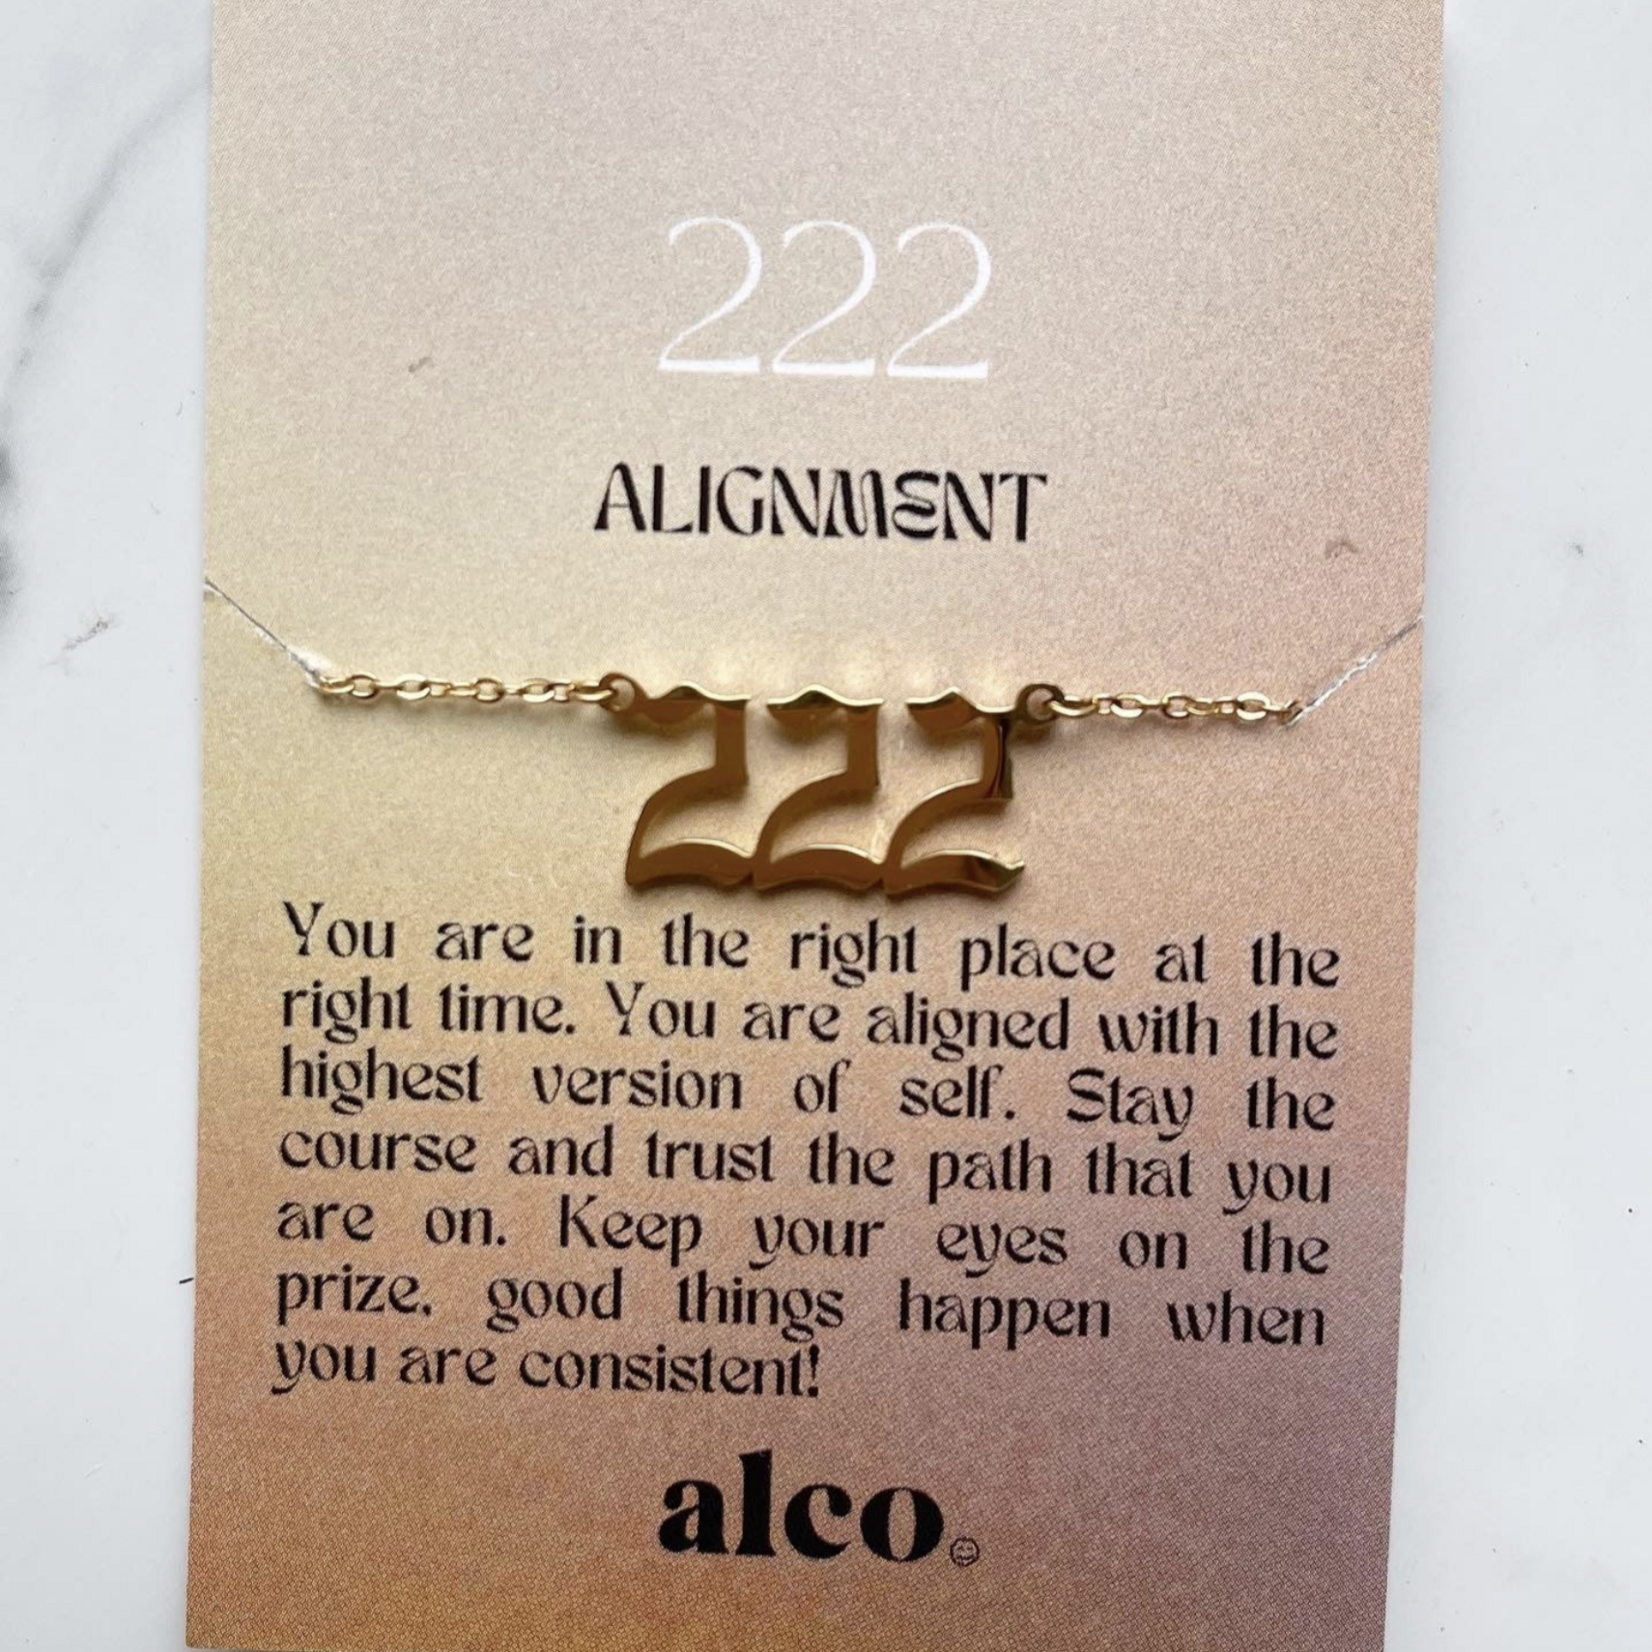 222
ALIGNMENT
222
You are in the right place at the
right time. You are aligned with the
highest version of self. Stay the
course and trust the path that you
are on. Keep your eyes on the
prize, good things happen when
you are consistent!
alco.